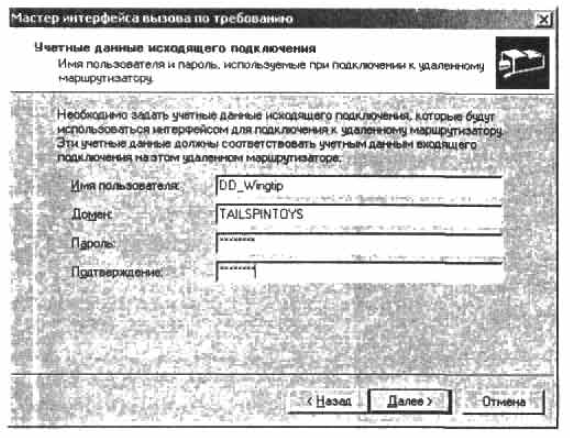 Мастер интерфейса вызова по требованию
Учетные данные исходящего подключения
Имя пользователя и пароль, используемые при подключении к удаленному
маршрутизатору.
Необходимо задать учетные данные исходящего подключения, которые будут
использоваться интерфейсом для подключения к удаленному маршрутизатору.
Эти учетные данные должны соответствовать учетным данным входящего
подключения на этом удаленном маршрутизаторе.
Имя пользователя: DD_Wingtip
Домен: TAILSPINTOYS
Пароль: ********
Подтверждение: ********
< Назад Далее > Отмена